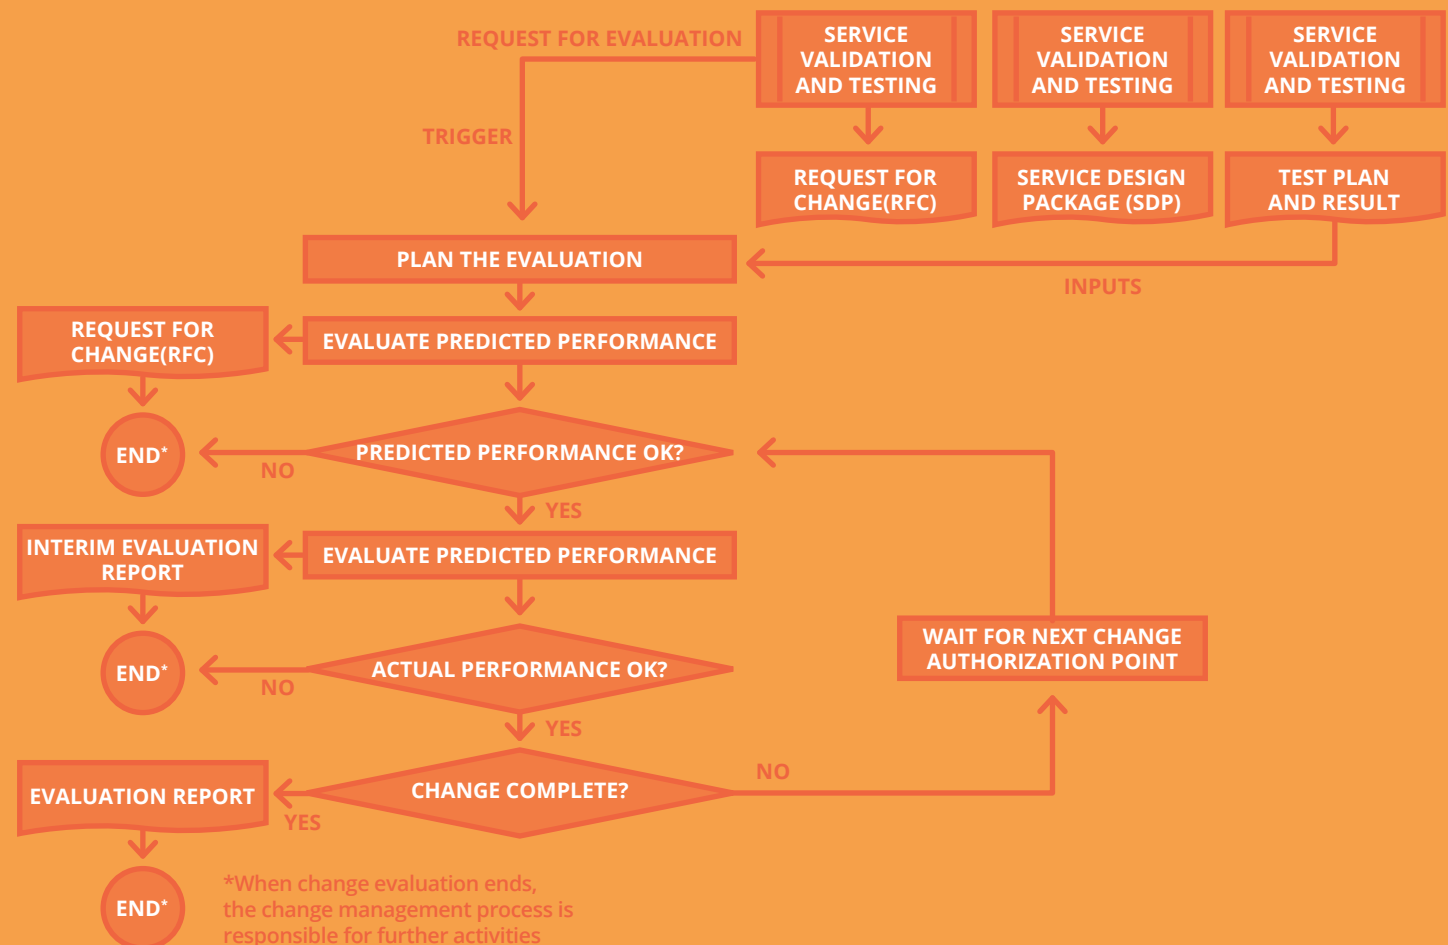 REQUEST FOR EVALUATION
SERVICE
VALIDATION
AND TESTING
SERVICE
VALIDATION
AND TESTING
SERVICE
VALIDATION
AND TESTING
TRIGGER
REQUEST FOR
CHANGE(RFC)
SERVICE DESIGN
PACKAGE (SDP)
TEST PLAN
AND RESULT
PLAN THE EVALUATION
INPUTS
REQUEST FOR
CHANGE(RFC)
EVALUATE PREDICTED PERFORMANCE
END*
NO
PREDICTED PERFORMANCE OK?
YES
INTERIM EVALUATION
REPORT
EVALUATE PREDICTED PERFORMANCE
WAIT FOR NEXT CHANGE
AUTHORIZATION POINT
END*
NO
ACTUAL PERFORMANCE OK?
YES
EVALUATION REPORT
YES
CHANGE COMPLETE?
NO
END*
*When change evaluation ends,
the change management process is
responsible for further activities